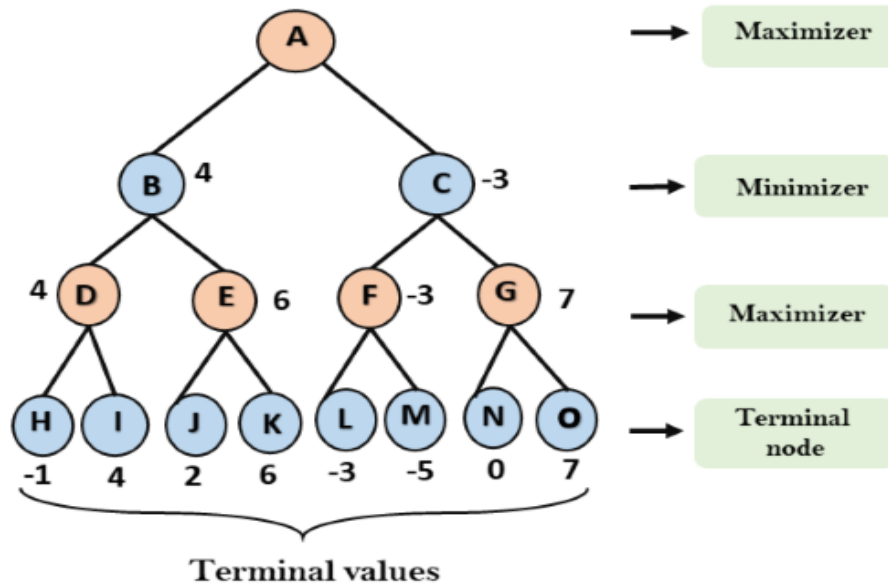 A
Maximizer
B
4
C
-3
Minimizer
4
D
E
6
F
-3
G
7
Maximizer
H
I
J
K
L
M
N
O
Terminal
node
-1
4
2
6
-3
-5
0
7
Terminal values